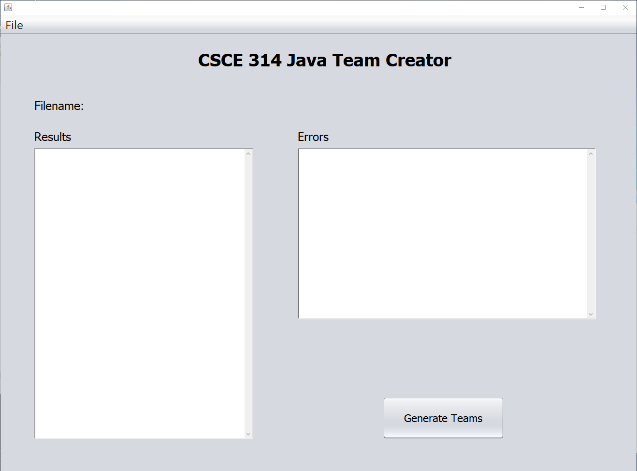 File
CSCE 314 Java Team Creator
Filename:
Results
Errors
Generate Teams